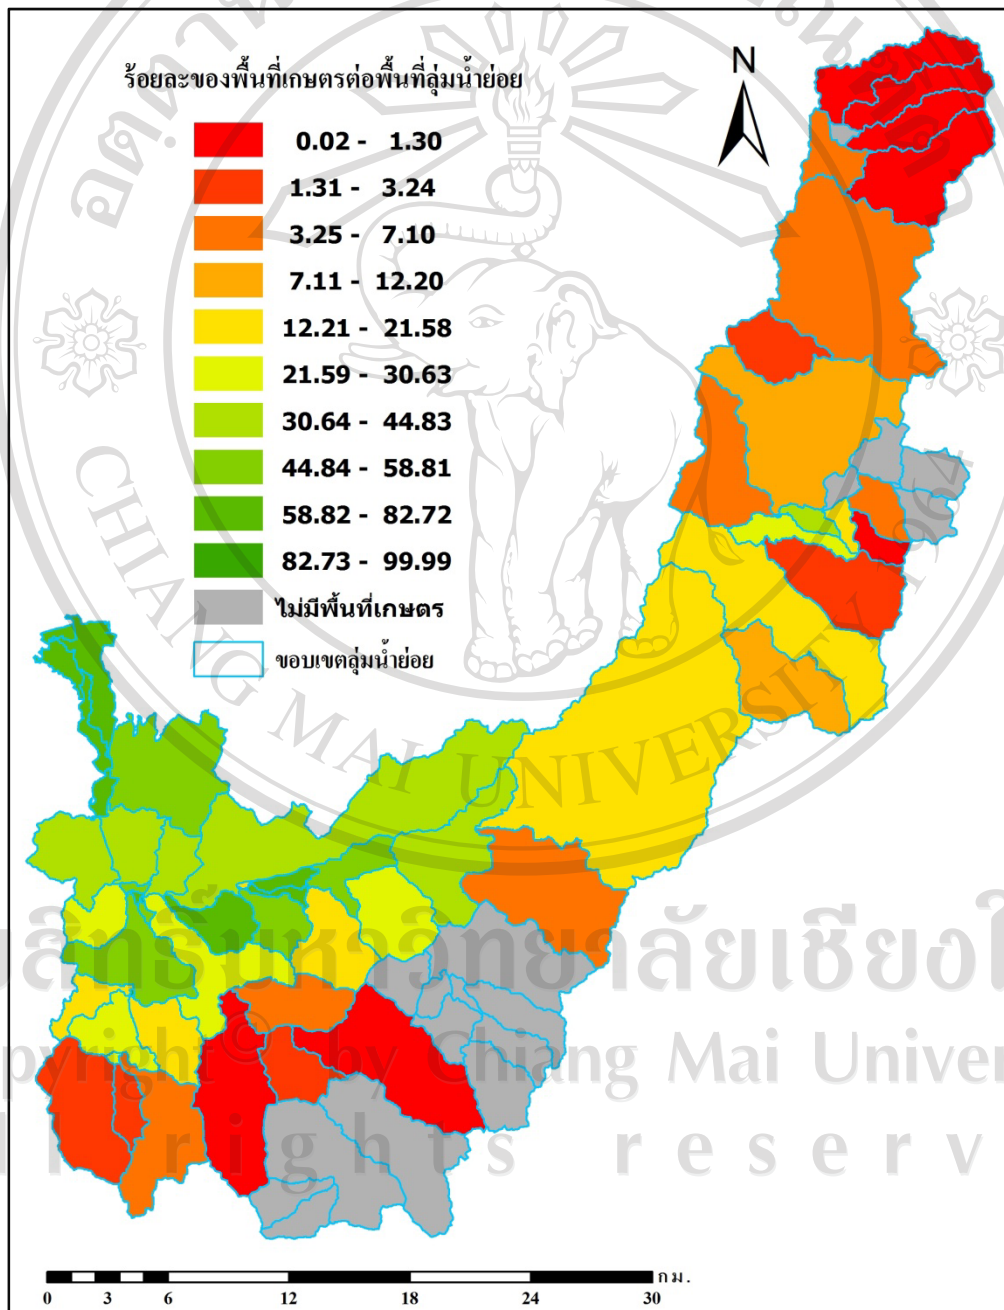 ร้อยละของพื้นที่เกษตรต่อพื้นที่ลุ่มน้ำย่อย
N
0.02 - 1.30
1.31 - 3.24
3.25 - 7.10
7.11 - 12.20
12.21 - 21.58
21.59 - 30.63
30.64 - 44.83
44.84 - 58.81
58.82 - 82.72
82.73 - 99.99
ไม่มีพื้นที่เกษตร
ขอบเขตลุ่มน้ำย่อย
CHIANG MAI UNIVERSITY 1964
สิทธิ์มหาวิทยาลัยเชียงใ
opyright© by Chiang Mai Univer
l rights reserv
0 3 6 12 18 24 30 กม.